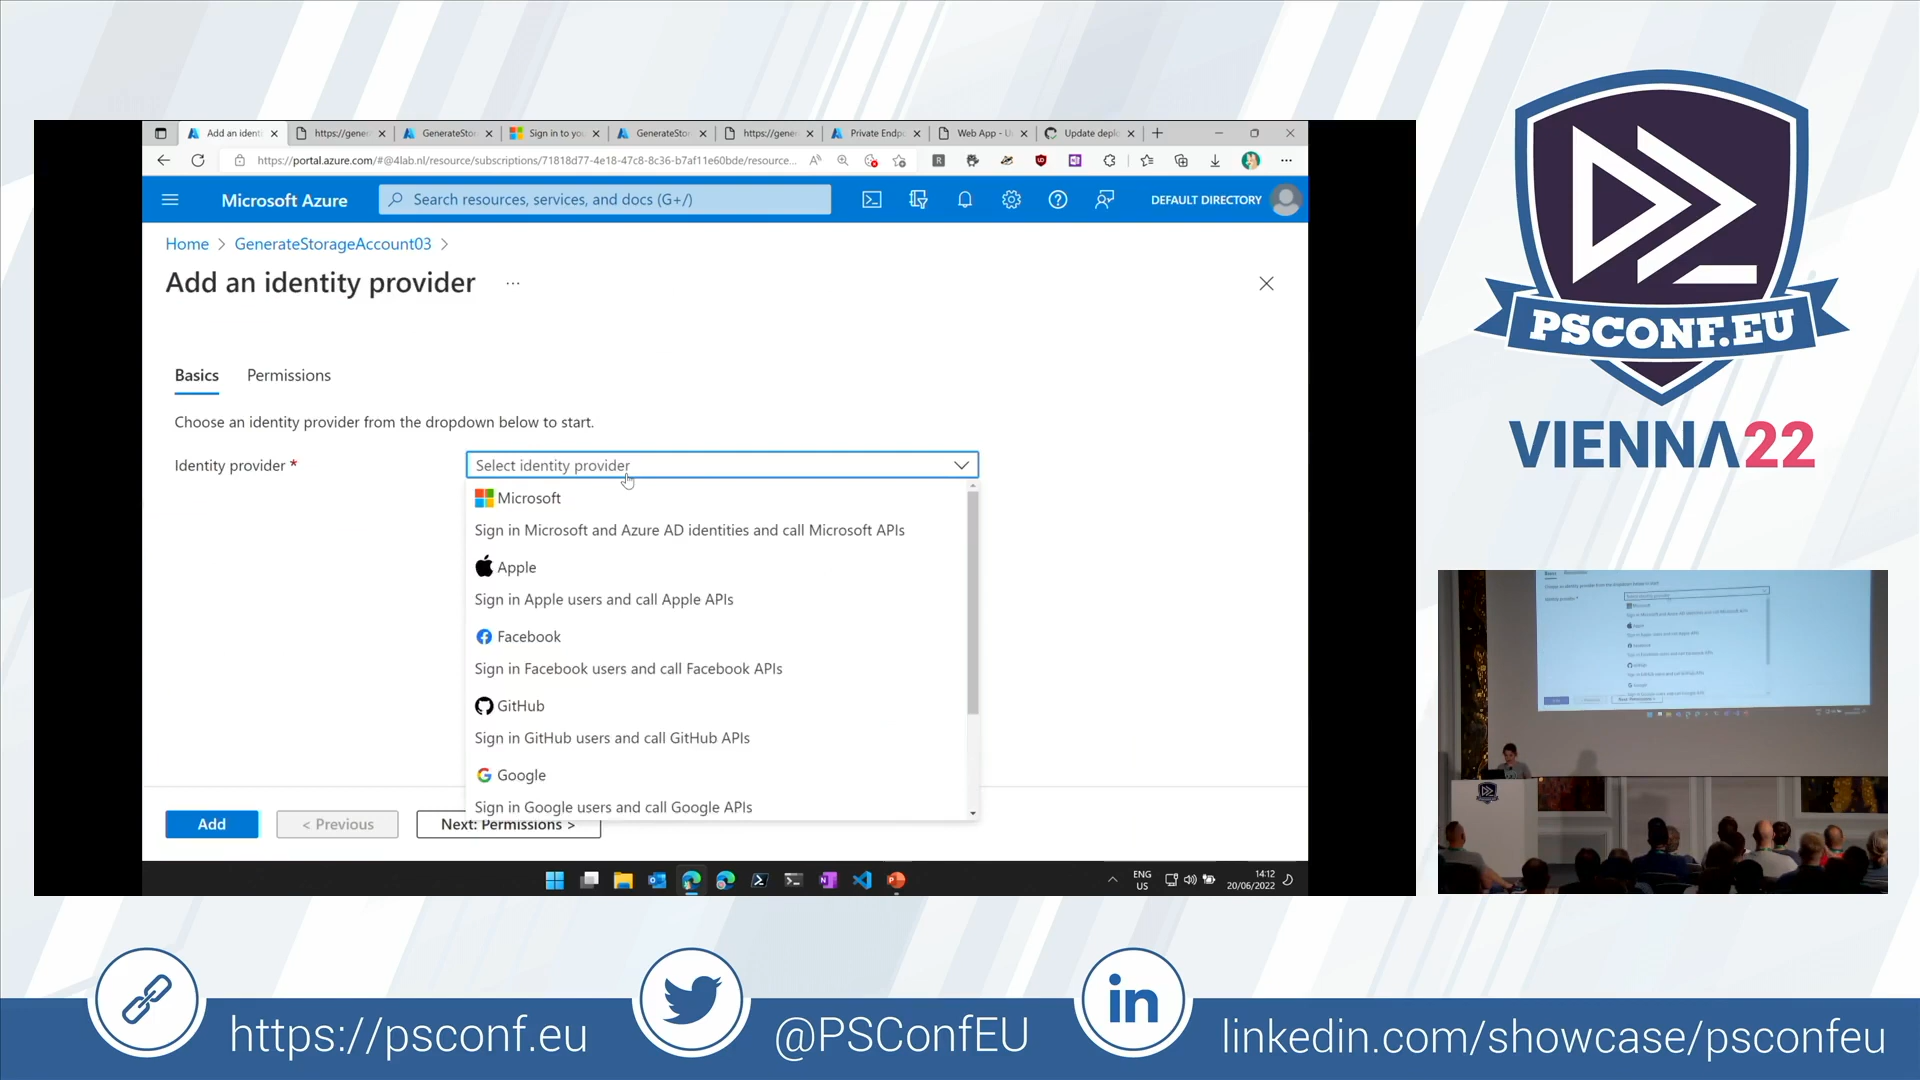 Add an identi
https://gener
GenerateStor
Sign in to you
GenerateStor
https://gener
Private Endp
Web App - U
Update deplo
https://portal.azure.com/#@4lab.nl/resource/subscriptions/71818d77-4e18-47c8-8c36-b7af11e60bde/resource...
Microsoft Azure
Search resources, services, and docs (G+/)
DEFAULT DIRECTORY
Home > GenerateStorageAccount03 >
Add an identity provider ...
Basics Permissions
Choose an identity provider from the dropdown below to start.
Identity provider *
Select identity provider
Microsoft
Sign in Microsoft and Azure AD identities and call Microsoft APIs
Apple
Sign in Apple users and call Apple APIs
Facebook
Sign in Facebook users and call Facebook APIs
GitHub
Sign in GitHub users and call GitHub APIs
Google
Sign in Google users and call Google APIs
Add
< Previous
Next: Permissions >
ENG
US
14:12
20/06/2022
PSCONF.EU
VIENNA22
https://psconf.eu
@PSConfEU
in
linkedin.com/showcase/psconfeu